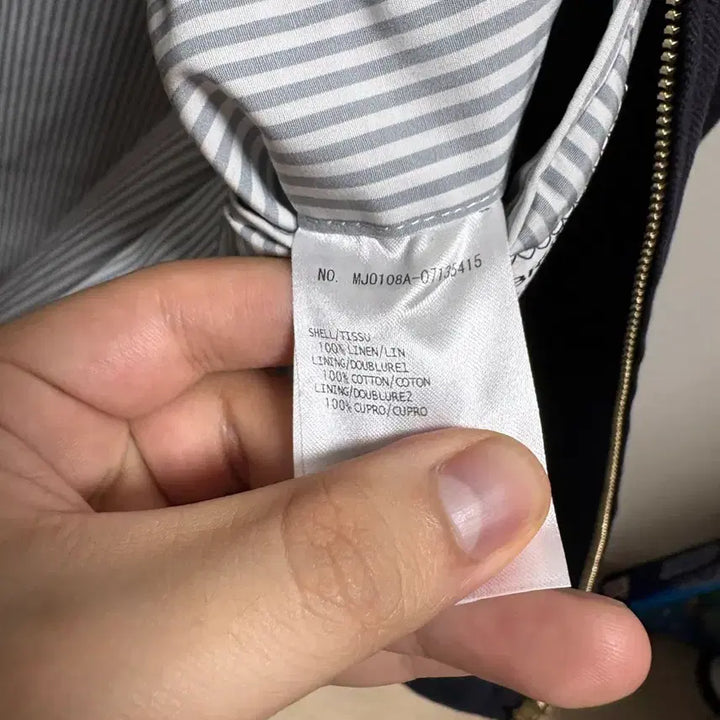 NO. MJ0108A-07135415
SHELL/TISSU
100% LINEN/LIN
LINING/DOUBLURE1
100% COTTON/COTON
LINING/DOUBLURE2
100% CUPRO/CUPRO